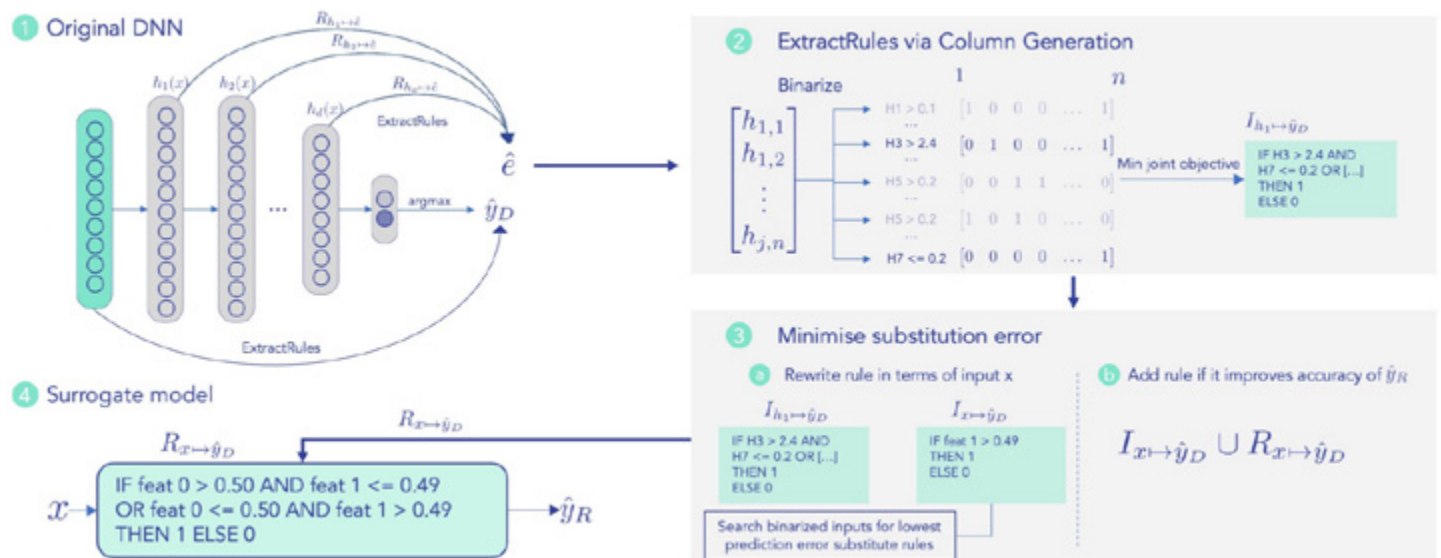 1 Original DNN
R_{h_1↦ê}
R_{h_2↦ê}
h_1(x)
h_2(x)
R_{h_d↦ê}
h_d(x)
ExtractRules
ê
...
argmax
ŷ_D
ExtractRules
2 ExtractRules via Column Generation
Binarize
1 n
h_{1,1}
h_{1,2}
⋮
h_{j,n}
H1 > 0.1 [1 0 0 0 ... 1]
...
H3 > 2.4 [0 1 0 0 ... 1]
...
H5 > 0.2 [0 0 1 1 ... 0]
...
H5 > 0.2 [1 0 1 0 ... 0]
...
H7 <= 0.2 [0 0 0 0 ... 1]
Min joint objective
I_{h_1↦ŷ_D}
IF H3 > 2.4 AND
H7 <= 0.2 OR [...]
THEN 1
ELSE 0
3 Minimise substitution error
a Rewrite rule in terms of input x
I_{h_1↦ŷ_D}
IF H3 > 2.4 AND
H7 <= 0.2 OR [...]
THEN 1
ELSE 0
I_{x↦ŷ_D}
IF feat 1 > 0.49
THEN 1
ELSE 0
Search binarized inputs for lowest
prediction error substitute rules
b Add rule if it improves accuracy of ŷ_R
I_{x↦ŷ_D} ∪ R_{x↦ŷ_D}
4 Surrogate model
R_{x↦ŷ_D}
R_{x↦ŷ_D}
x
IF feat 0 > 0.50 AND feat 1 <= 0.49
OR feat 0 <= 0.50 AND feat 1 > 0.49
THEN 1 ELSE 0
ŷ_R